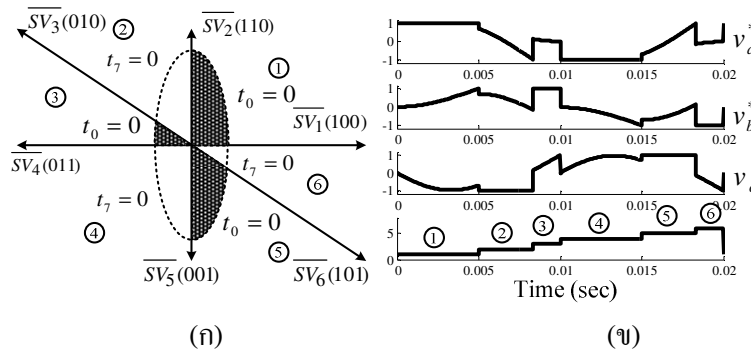 SV₃(010)
②
SV₂(110)
t₇ = 0
①
③
t₀ = 0
t₀ = 0
SV₁(100)
SV₄(011)
t₇ = 0
⑥
t₇ = 0
④
t₀ = 0
⑤
SV₅(001)
SV₆(101)
(ก)
1
0
-1
0 0.005 0.01 0.015 0.02
1
0
-1
0 0.005 0.01 0.015 0.02
1
0
-1
0 0.005 0.01 0.015 0.02
① ② ③ ④ ⑤ ⑥
0 0.005 0.01 0.015 0.02
Time (sec)
(ข)